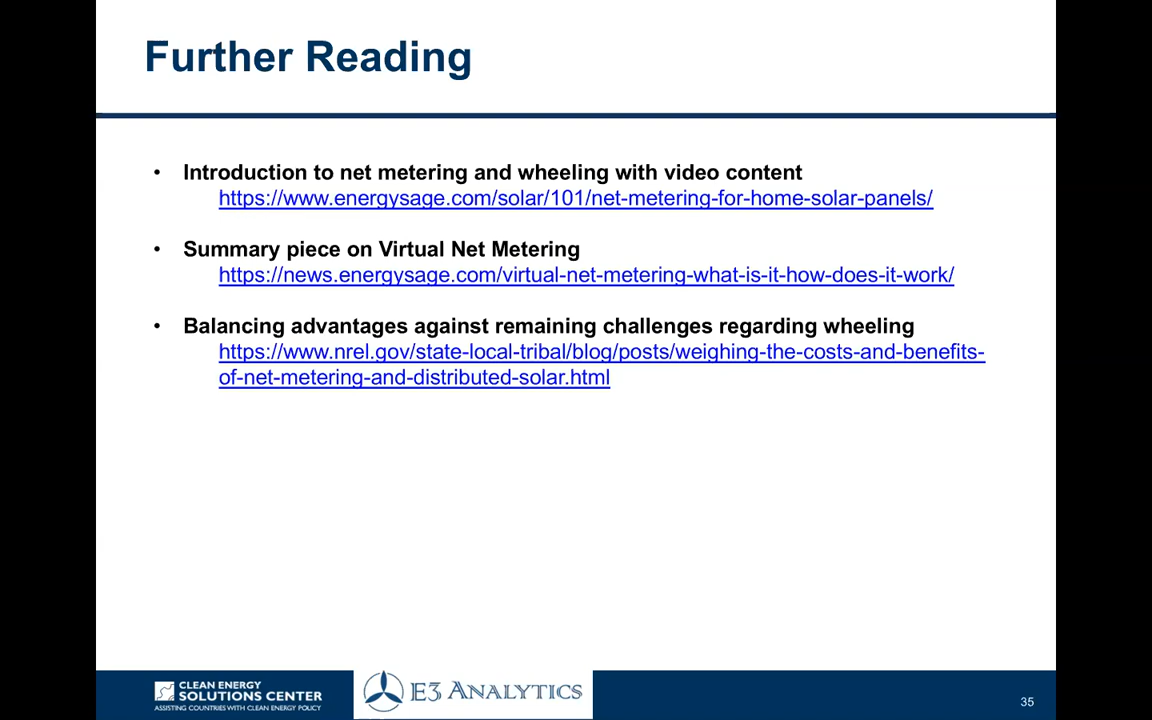 Further Reading
• Introduction to net metering and wheeling with video content
https://www.energysage.com/solar/101/net-metering-for-home-solar-panels/
• Summary piece on Virtual Net Metering
https://news.energysage.com/virtual-net-metering-what-is-it-how-does-it-work/
• Balancing advantages against remaining challenges regarding wheeling
https://www.nrel.gov/state-local-tribal/blog/posts/weighing-the-costs-and-benefits-
of-net-metering-and-distributed-solar.html
CLEAN ENERGY
SOLUTIONS CENTER
ASSISTING COUNTRIES WITH CLEAN ENERGY POLICY
E3 ANALYTICS
35